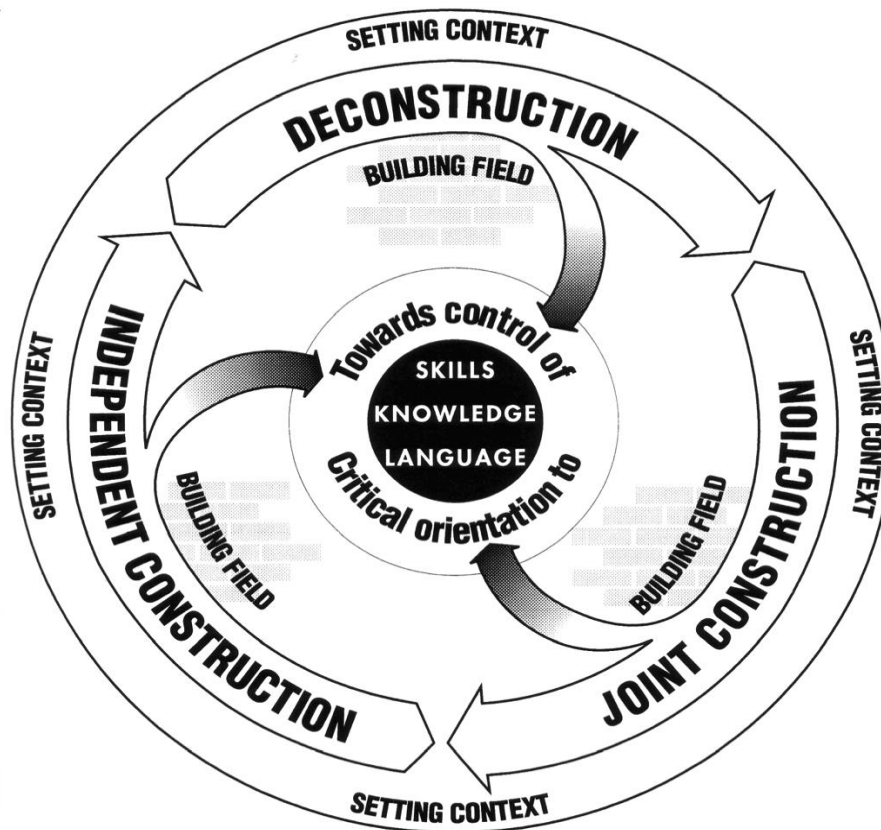 SETTING CONTEXT
DECONSTRUCTION
BUILDING FIELD
Towards control of
SKILLS
KNOWLEDGE
LANGUAGE
Critical orientation to
INDEPENDENT CONSTRUCTION
SETTING CONTEXT
BUILDING FIELD
JOINT CONSTRUCTION
SETTING CONTEXT
BUILDING FIELD
SETTING CONTEXT